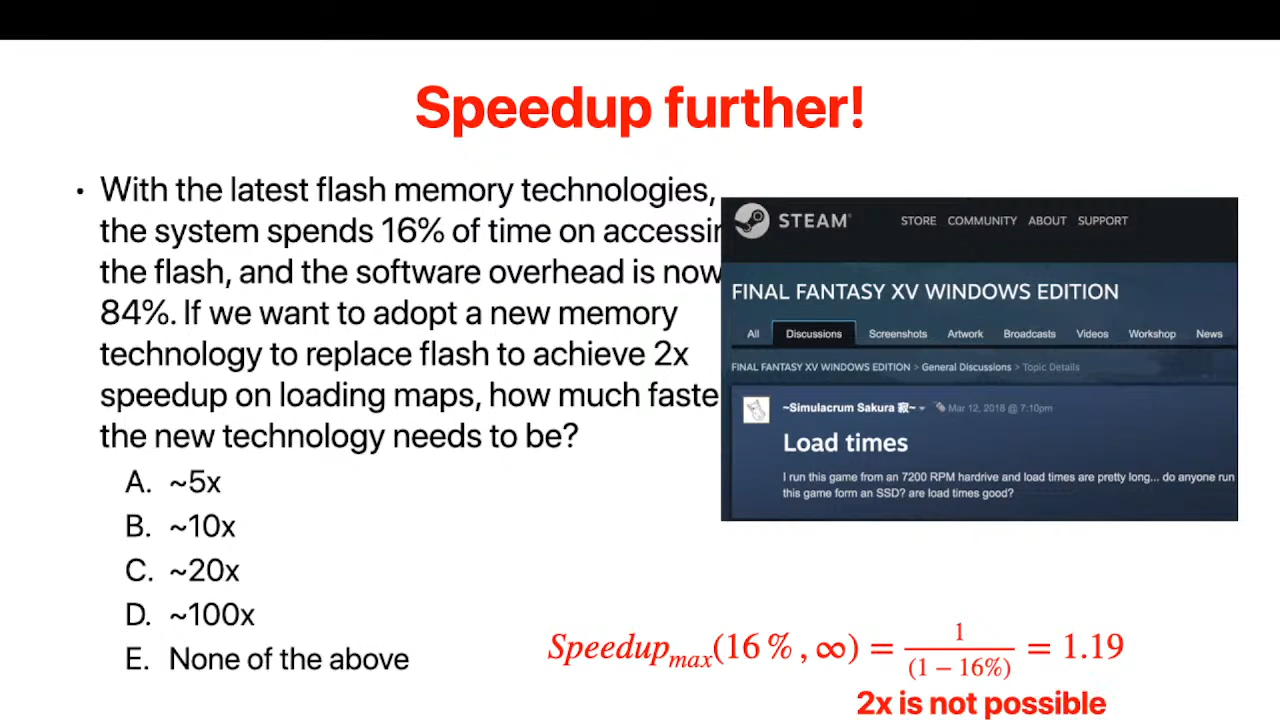 Speedup further!
• With the latest flash memory technologies,
the system spends 16% of time on accessin
the flash, and the software overhead is now
84%. If we want to adopt a new memory
technology to replace flash to achieve 2x
speedup on loading maps, how much faste
the new technology needs to be?
A. ~5x
B. ~10x
C. ~20x
D. ~100x
E. None of the above
STEAM®
STORE COMMUNITY ABOUT SUPPORT
FINAL FANTASY XV WINDOWS EDITION
All Discussions Screenshots Artwork Broadcasts Videos Workshop News
FINAL FANTASY XV WINDOWS EDITION > General Discussions > Topic Details
~Simulacrum Sakura 寂~ Mar 12, 2018 @ 7:10pm
Load times
I run this game from an 7200 RPM hardrive and load times are pretty long... do anyone run
this game form an SSD? are load times good?
Speedup_max(16 % , ∞) = 1 / (1 − 16%) = 1.19
2x is not possible